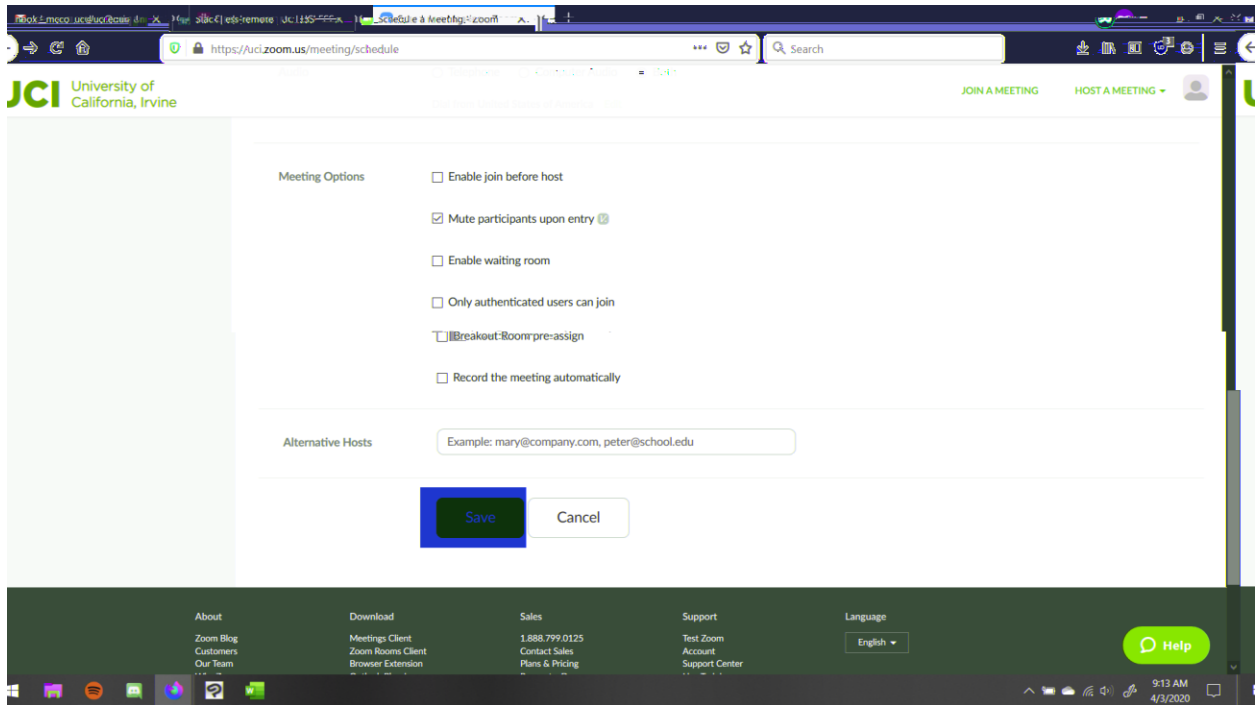 https://uci.zoom.us/meeting/schedule
Search
UCI University of
California, Irvine
JOIN A MEETING
HOST A MEETING
Meeting Options
Enable join before host
Mute participants upon entry
Enable waiting room
Only authenticated users can join
Breakout Room pre-assign
Record the meeting automatically
Alternative Hosts
Example: mary@company.com, peter@school.edu
Save
Cancel
About
Download
Sales
Support
Language
Zoom Blog
Meetings Client
1.888.799.0125
Test Zoom
English
Customers
Zoom Rooms Client
Contact Sales
Account
Our Team
Browser Extension
Plans & Pricing
Support Center
Help
9:13 AM
4/3/2020